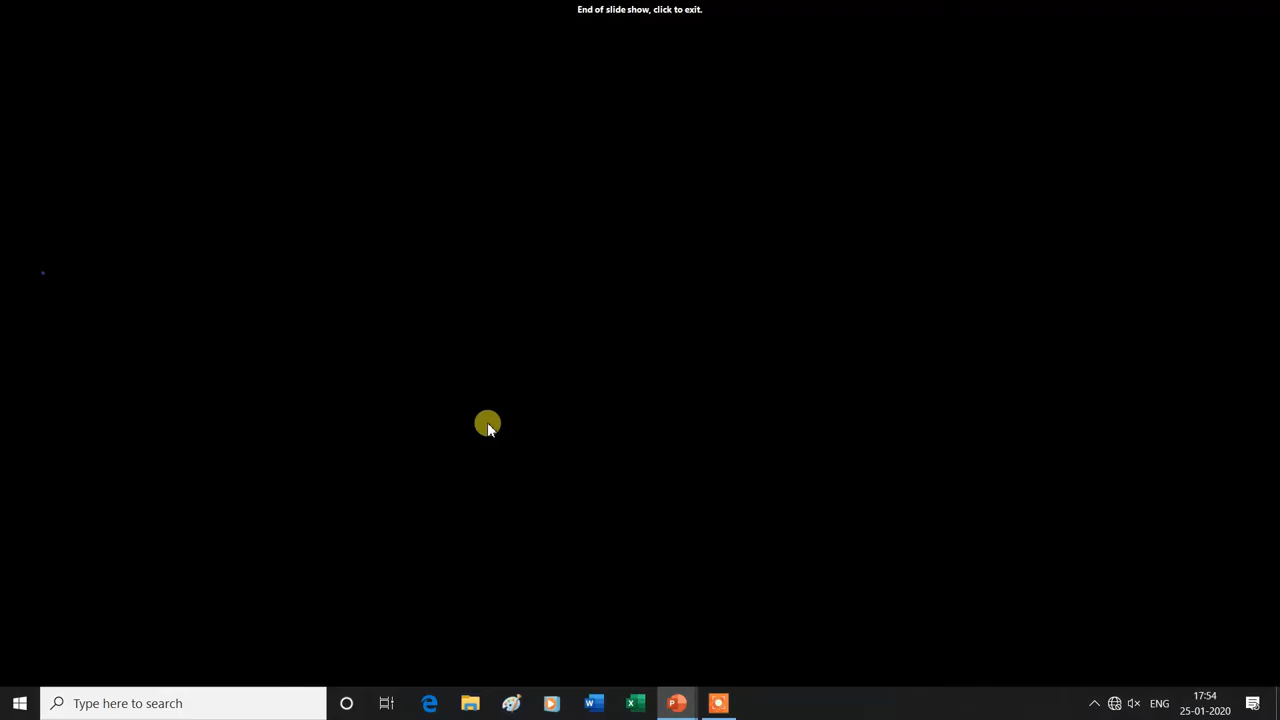 End of slide show, click to exit.
Type here to search
ENG
17:54
25-01-2020